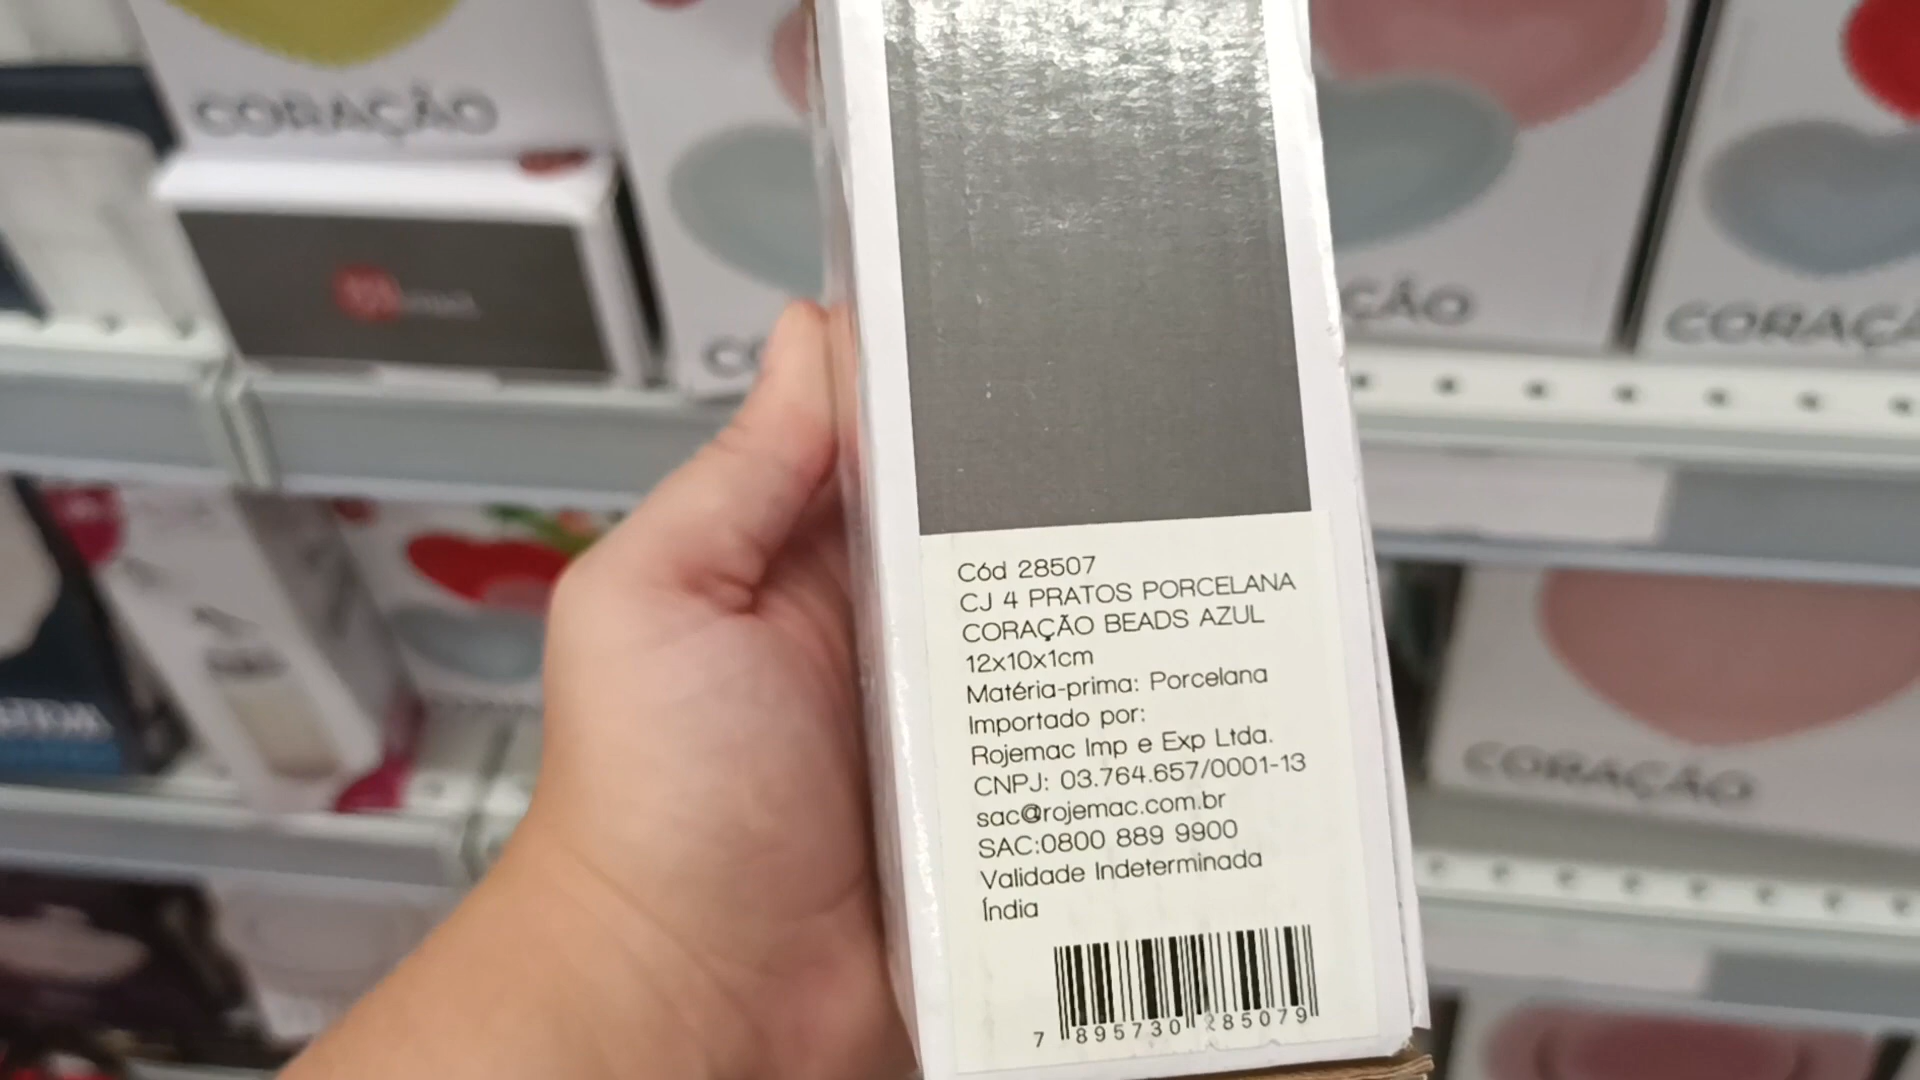 CORAÇÃO
CORAÇÃO
Cód 28507
CJ 4 PRATOS PORCELANA
CORAÇÃO BEADS AZUL
12x10x1cm
Matéria-prima: Porcelana
Importado por:
Rojemac Imp e Exp Ltda.
CNPJ: 03.764.657/0001-13
sac@rojemac.com.br
SAC:0800 889 9900
Validade Indeterminada
Índia
7 895730 285079